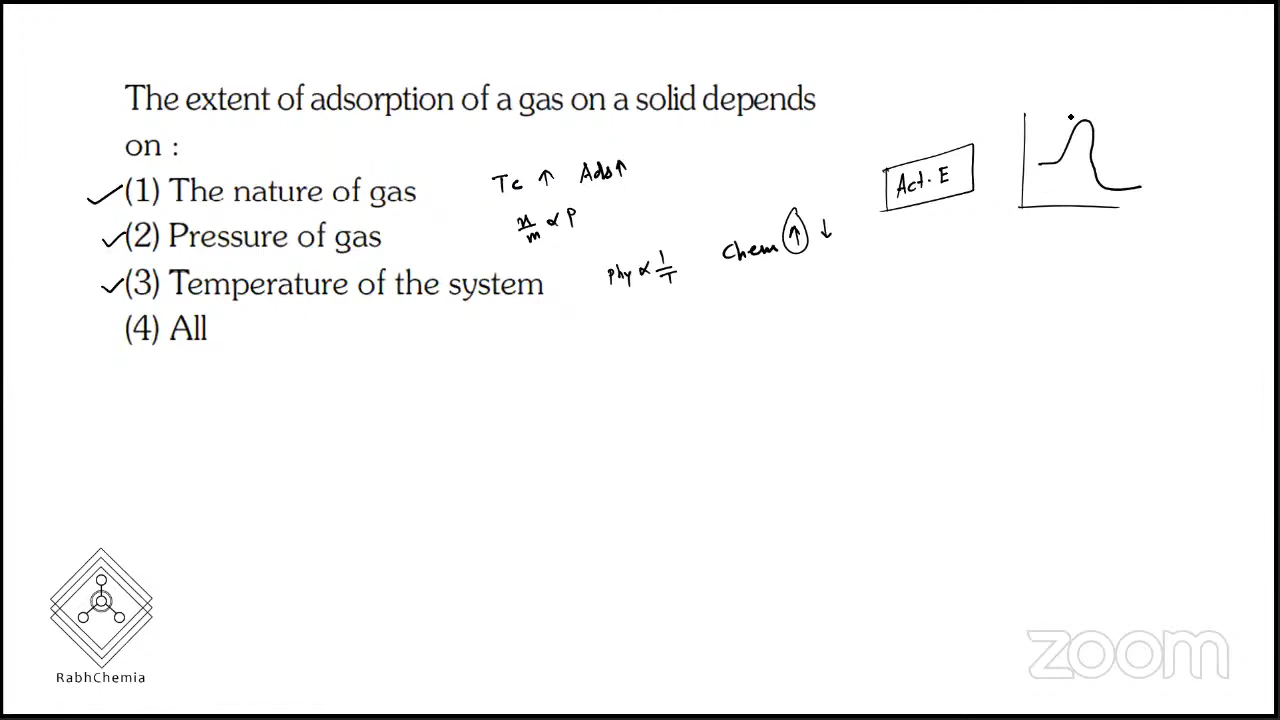 The extent of adsorption of a gas on a solid depends
on :
(1) The nature of gas
Tc ↑ Ads↑
(2) Pressure of gas
x/m ∝ P
(3) Temperature of the system
Phy ∝ 1/T
Chem ↑ ↓
(4) All
Act. E
RabhChemia
zoom